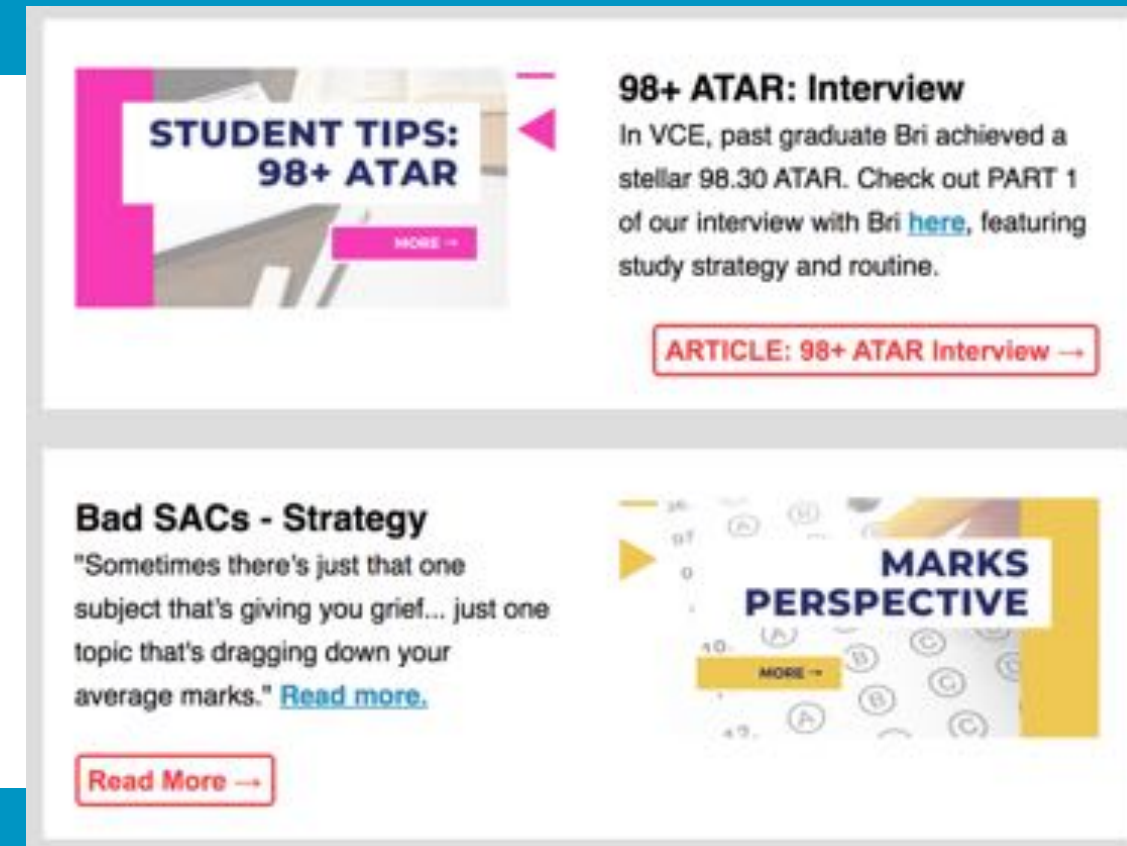 STUDENT TIPS:
98+ ATAR
MORE →
98+ ATAR: Interview
In VCE, past graduate Bri achieved a
stellar 98.30 ATAR. Check out PART 1
of our interview with Bri here, featuring
study strategy and routine.
ARTICLE: 98+ ATAR Interview →
Bad SACs - Strategy
"Sometimes there's just that one
subject that's giving you grief... just one
topic that's dragging down your
average marks." Read more.
Read More →
MARKS
PERSPECTIVE
MORE →